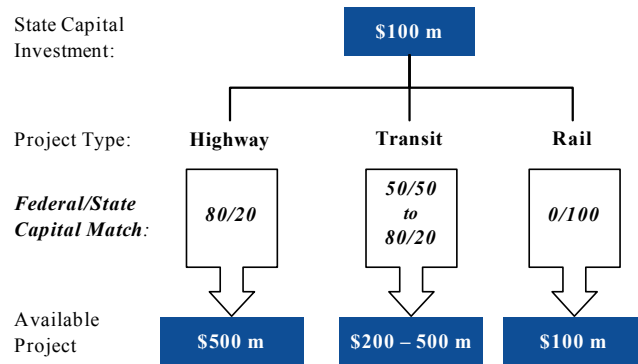 State Capital
Investment:
$100 m
Project Type:
Highway
Transit
Rail
Federal/State
Capital Match:
80/20
50/50
to
80/20
0/100
Available
Project
$500 m
$200 – 500 m
$100 m